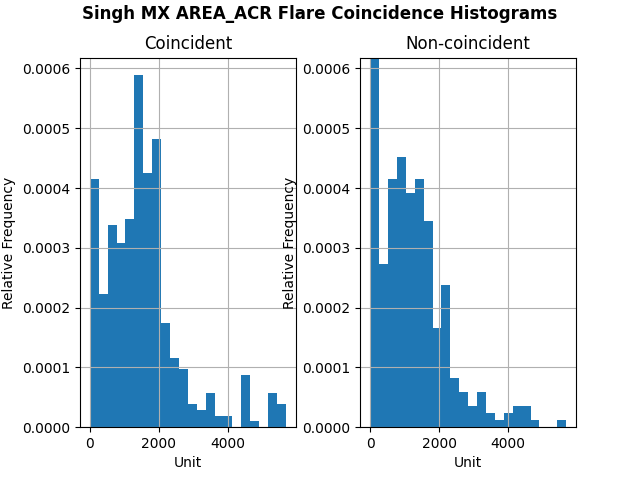 Singh MX AREA_ACR Flare Coincidence Histograms
Coincident
Non-coincident
0.0006
0.0005
0.0004
0.0003
0.0002
0.0001
0.0000
Relative Frequency
0
2000
4000
Unit
0.0006
0.0005
0.0004
0.0003
0.0002
0.0001
0.0000
Relative Frequency
0
2000
4000
Unit